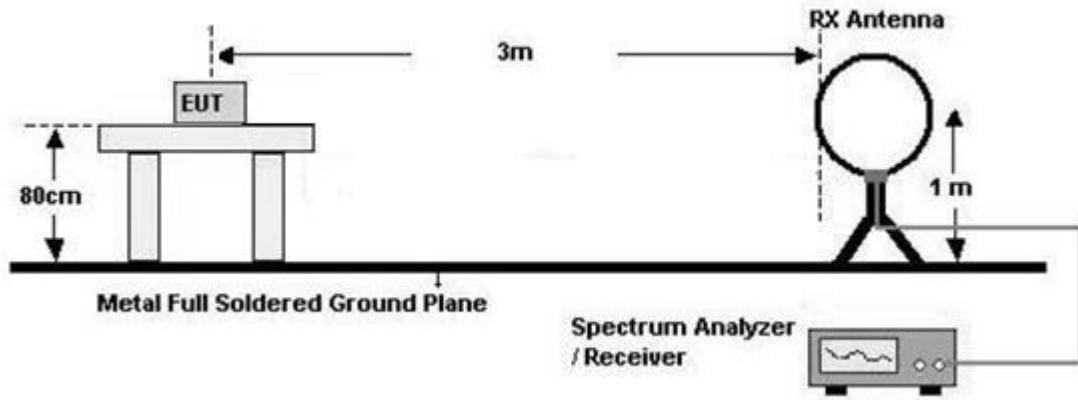 RX Antenna
3m
EUT
80cm
1 m
Metal Full Soldered Ground Plane
Spectrum Analyzer
/ Receiver